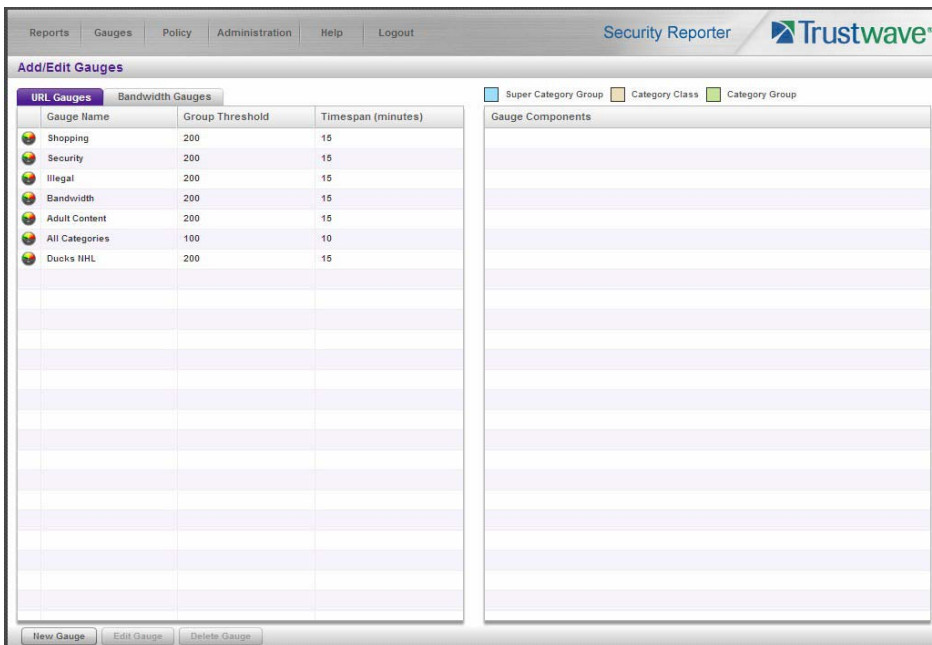 Reports Gauges Policy Administration Help Logout Security Reporter Trustwave®
Add/Edit Gauges
URL Gauges Bandwidth Gauges Super Category Group Category Class Category Group
Gauge Name Group Threshold Timespan (minutes) Gauge Components
Shopping 200 15
Security 200 15
Illegal 200 15
Bandwidth 200 15
Adult Content 200 15
All Categories 100 10
Ducks NHL 200 15
New Gauge Edit Gauge Delete Gauge